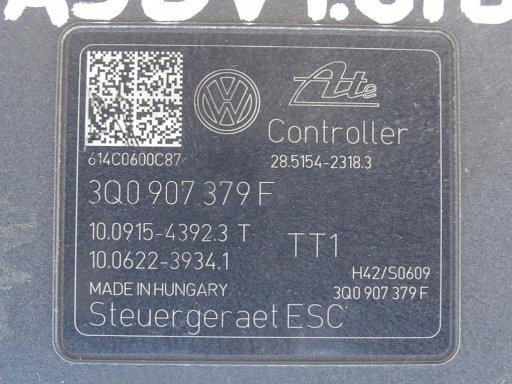 Ate
Controller
614C0600C87
28.5154-2318.3
3Q0 907 379 F
10.0915-4392.3 T
TT1
10.0622-3934.1
H42/S0609
MADE IN HUNGARY
3Q0 907 379 F
Steuergeraet ESC